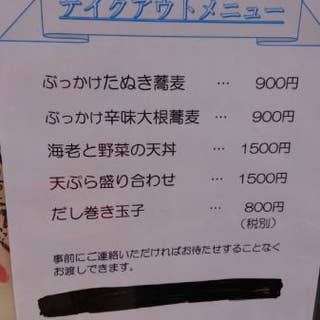 テイクアウトメニュー
ぶっかけたぬき蕎麦 … 900円
ぶっかけ辛味大根蕎麦 … 900円
海老と野菜の天丼 … 1500円
天ぷら盛り合わせ … 1500円
だし巻き玉子 … 800円
(税別)
事前にご連絡いただければお待たせすることなく
お渡しできます。